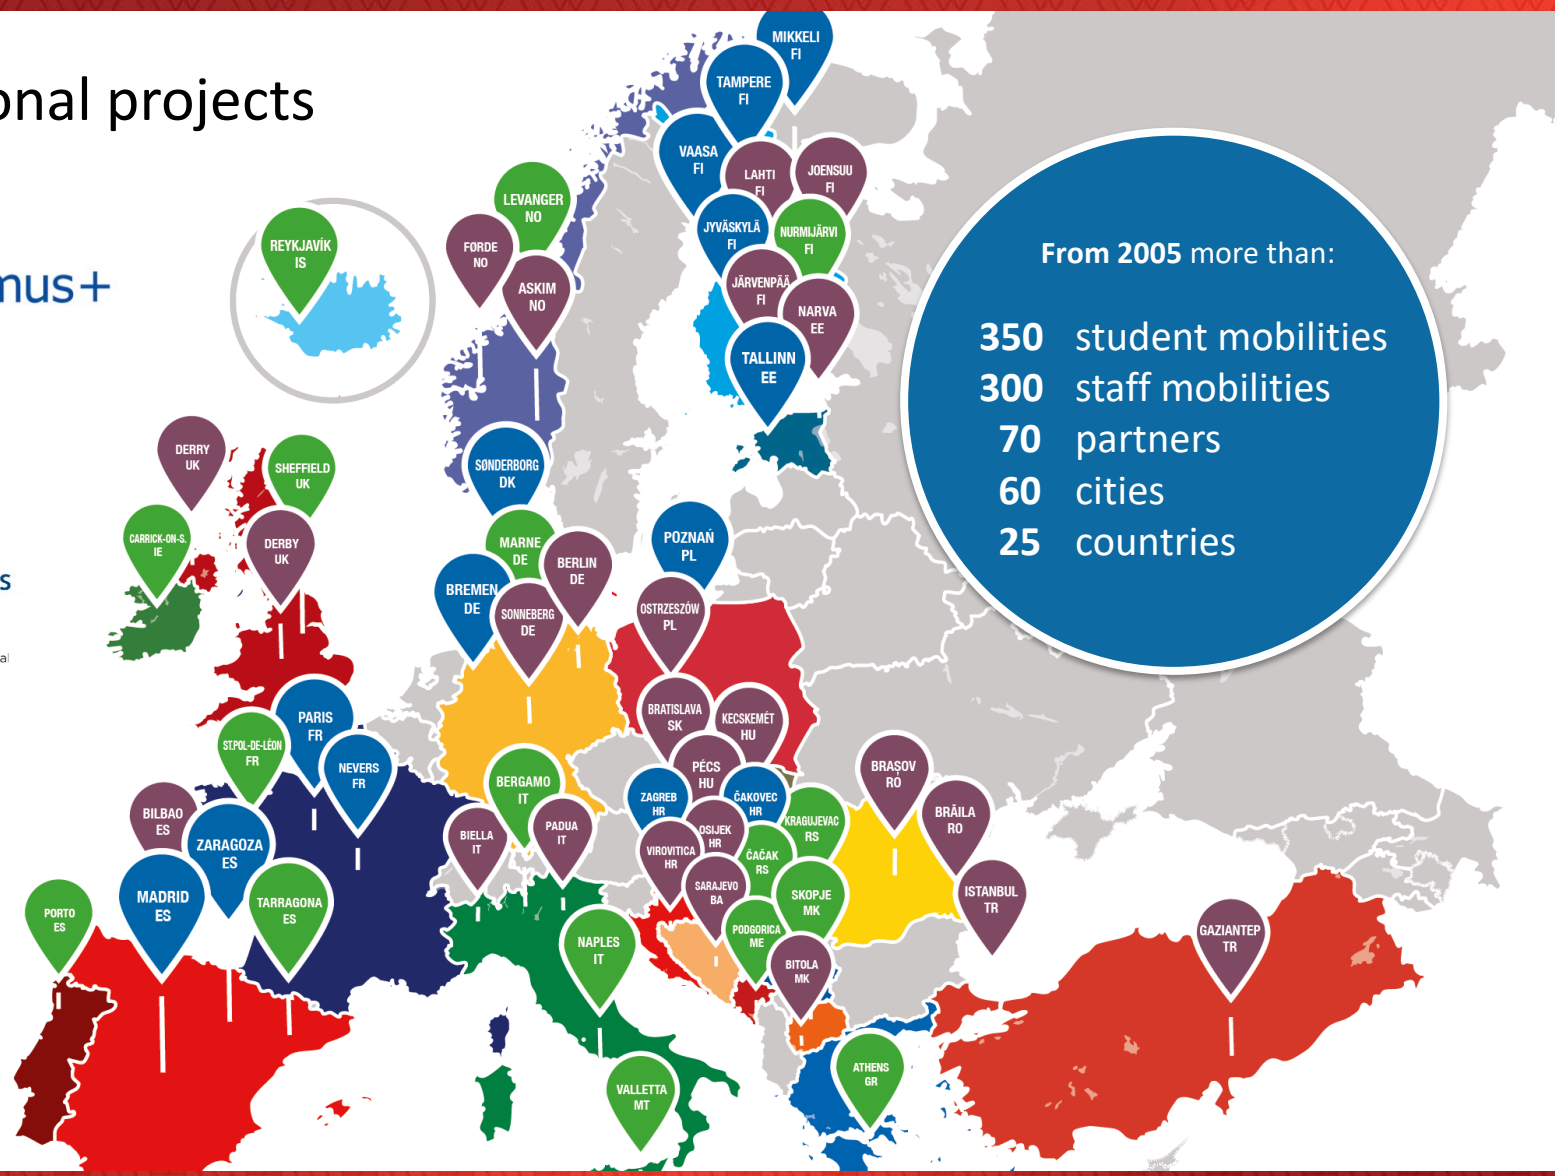 onal projects
mus+
s
al
MIKKELI
FI
TAMPERE
FI
VAASA
FI
LAHTI
FI
JOENSUU
FI
JYVÄSKYLÄ
FI
NURMIJÄRVI
FI
JÄRVENPÄÄ
FI
NARVA
EE
TALLINN
EE
LEVANGER
NO
FØRDE
NO
ASKIM
NO
REYKJAVÍK
IS
From 2005 more than:
350 student mobilities
300 staff mobilities
70 partners
60 cities
25 countries
DERRY
UK
SHEFFIELD
UK
CARRICK-ON-S.
IE
DERBY
UK
SØNDERBORG
DK
MARNE
DE
BERLIN
DE
BREMEN
DE
SONNEBERG
DE
POZNAŃ
PL
OSTRZESZÓW
PL
PARIS
FR
ST.POL-DE-LÉON
FR
NEVERS
FR
BRATISLAVA
SK
KECSKEMÉT
HU
PÉCS
HU
BERGAMO
IT
PADUA
IT
BIELLA
IT
ZAGREB
HR
ČAKOVEC
HR
OSIJEK
HR
VIROVITICA
HR
KRAGUJEVAC
RS
ČAČAK
RS
SARAJEVO
BA
SKOPJE
MK
PODGORICA
ME
BITOLA
MK
BRAȘOV
RO
BRĂILA
RO
ISTANBUL
TR
GAZIANTEP
TR
BILBAO
ES
ZARAGOZA
ES
MADRID
ES
TARRAGONA
ES
PORTO
ES
NAPLES
IT
VALLETTA
MT
ATHENS
GR